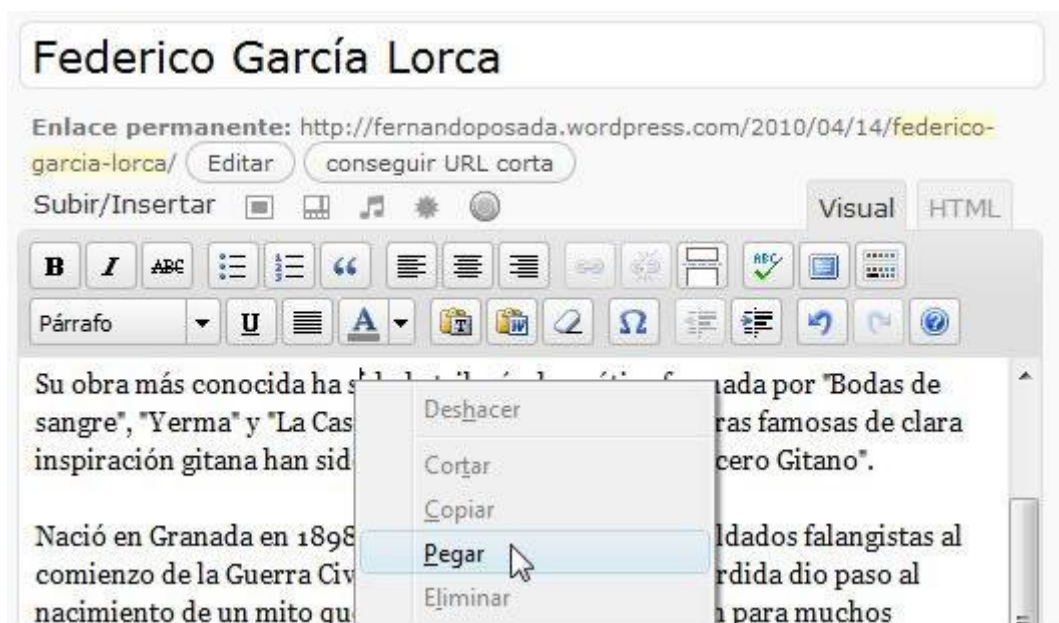 Federico García Lorca
Enlace permanente: http://fernandoposada.wordpress.com/2010/04/14/federico-
garcia-lorca/ Editar conseguir URL corta
Subir/Insertar Visual HTML
B I ABC ABC
Párrafo U A T W Ω
Su obra más conocida ha s nada por "Bodas de
sangre", "Yerma" y "La Cas ras famosas de clara
inspiración gitana han sid cero Gitano".
Nació en Granada en 1898 ldados falangistas al
comienzo de la Guerra Civ rdida dio paso al
nacimiento de un mito qu para muchos
Deshacer
Cortar
Copiar
Pegar
Eliminar